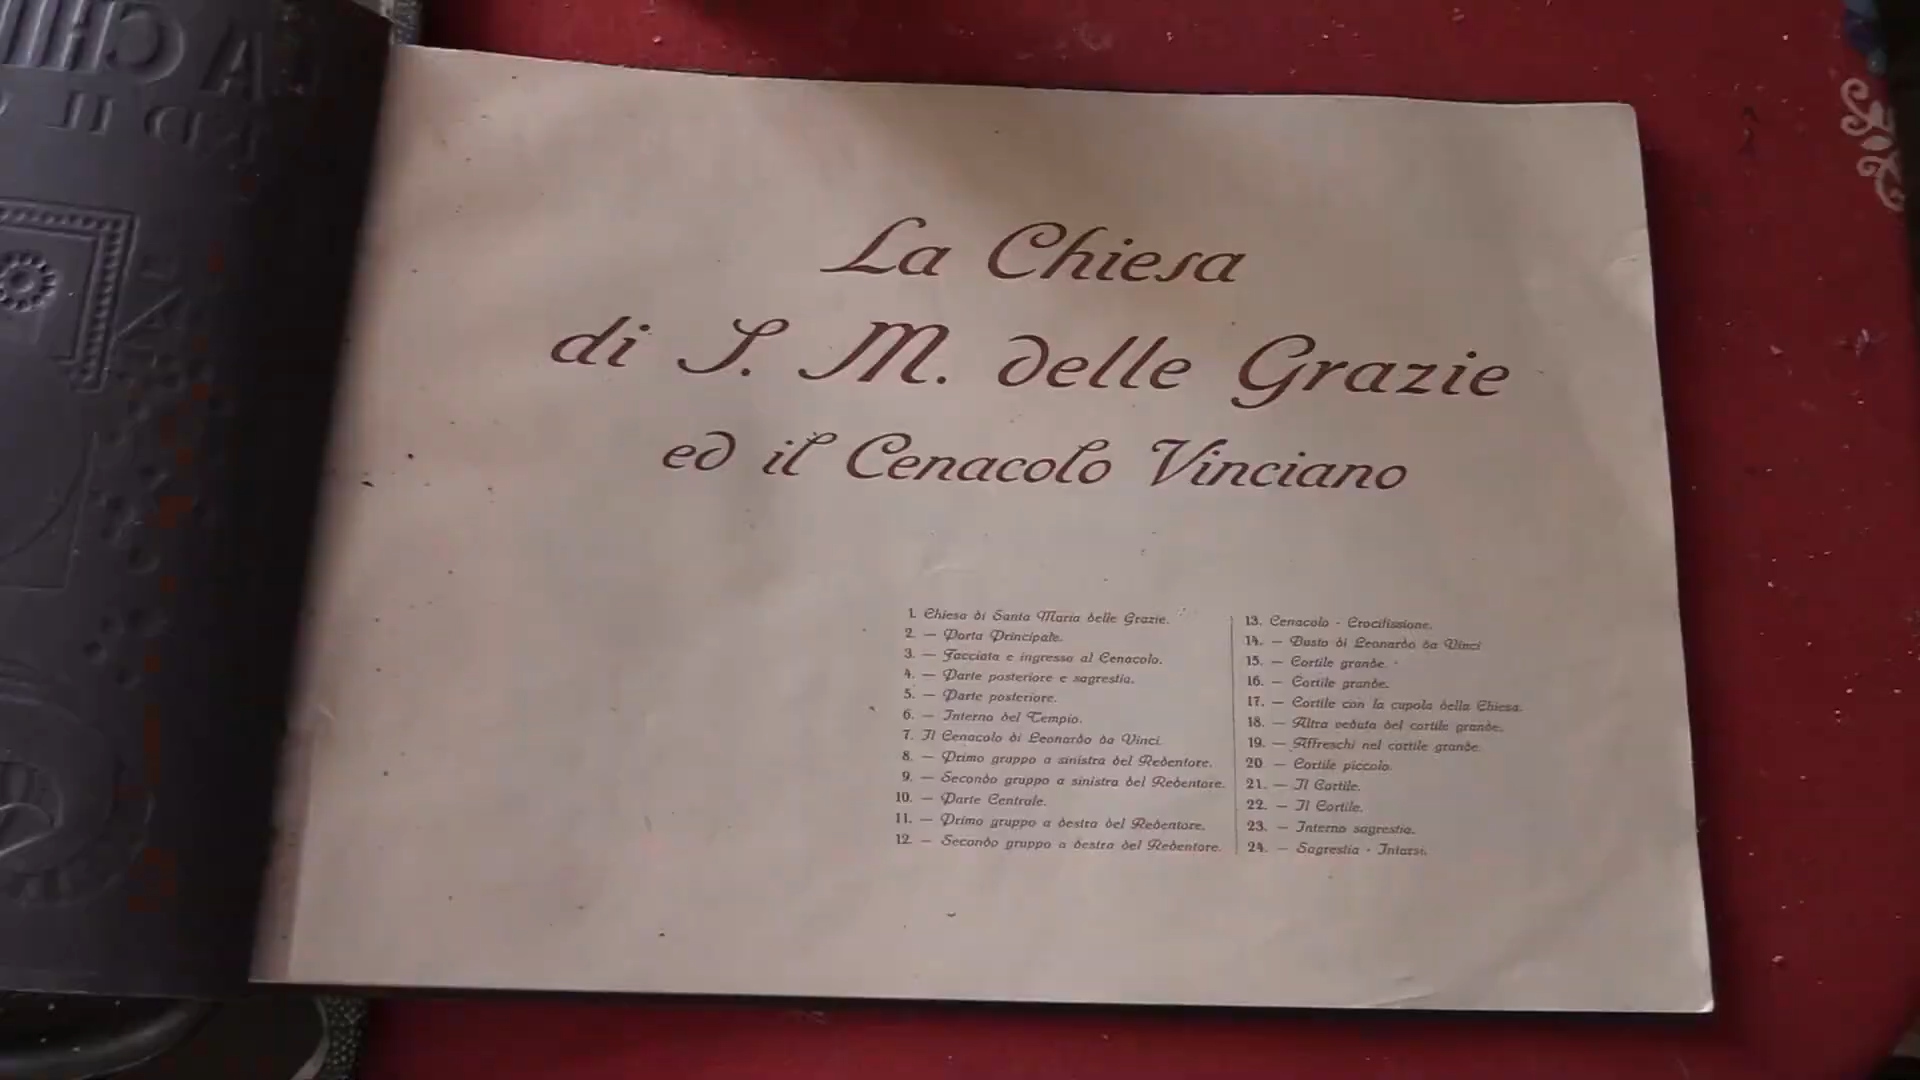 La Chiesa
di S. M. delle Grazie
ed il Cenacolo Vinciano
1. Chiesa di Santa Maria delle Grazie.
2. — Porta Principale.
3. — Facciata e ingresso al Cenacolo.
4. — Parte posteriore e sagrestia.
5. — Parte posteriore.
6. — Interno del Tempio.
7. Il Cenacolo di Leonardo da Vinci.
8. — Primo gruppo a sinistra del Redentore.
9. — Secondo gruppo a sinistra del Redentore.
10. — Parte Centrale.
11. — Primo gruppo a destra del Redentore.
12. — Secondo gruppo a destra del Redentore.
13. Cenacolo - Crocifissione.
14. — Busto di Leonardo da Vinci
15. — Cortile grande.
16. — Cortile grande.
17. — Cortile con la cupola della Chiesa.
18. — Altra veduta del cortile grande.
19. — Affreschi nel cortile grande.
20 — Cortile piccolo.
21. — Il Cortile.
22. — Il Cortile.
23. — Interno sagrestia.
24. — Sagrestia - Intarsi.